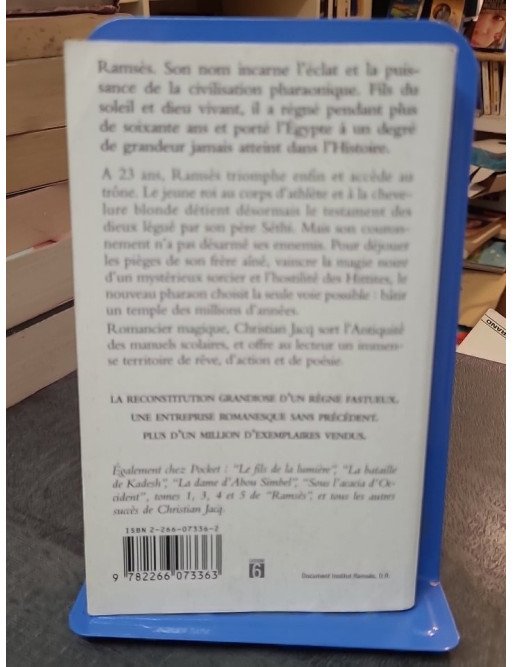 Ramsès. Son nom incarne l'éclat et la puis-
sance de la civilisation pharaonique. Fils du
soleil et dieu vivant, il a régné pendant plus
de soixante ans et porté l'Égypte à un degré
de grandeur jamais atteint dans l'Histoire.
A 23 ans, Ramsès triomphe enfin et accède au
trône. Le jeune roi au corps d'athlète et à la cheve-
lure blonde détient désormais le testament des
dieux légué par son père Séthi. Mais son couron-
nement n'a pas désarmé ses ennemis. Pour déjouer
les pièges de son frère aîné, vaincre la magie noire
d'un mystérieux sorcier et l'hostilité des Hittites, le
nouveau pharaon choisit la seule voie possible : bâtir
un temple des millions d'années.
Romancier magique, Christian Jacq sort l'Antiquité
des manuels scolaires, et offre au lecteur un immen-
se territoire de rêve, d'action et de poésie.
LA RECONSTITUTION GRANDIOSE D'UN RÈGNE FASTUEUX.
UNE ENTREPRISE ROMANESQUE SANS PRÉCÉDENT.
PLUS D'UN MILLION D'EXEMPLAIRES VENDUS.
Également chez Pocket : "Le fils de la lumière", "La bataille
de Kadesh", "La dame d'Abou Simbel", "Sous l'acacia d'Oc-
cident", tomes 1, 3, 4 et 5 de "Ramsès", et tous les autres
succès de Christian Jacq.
ISBN 2-266-07336-2
9 782266 073363
6
Document Institut Ramsès, D.R.